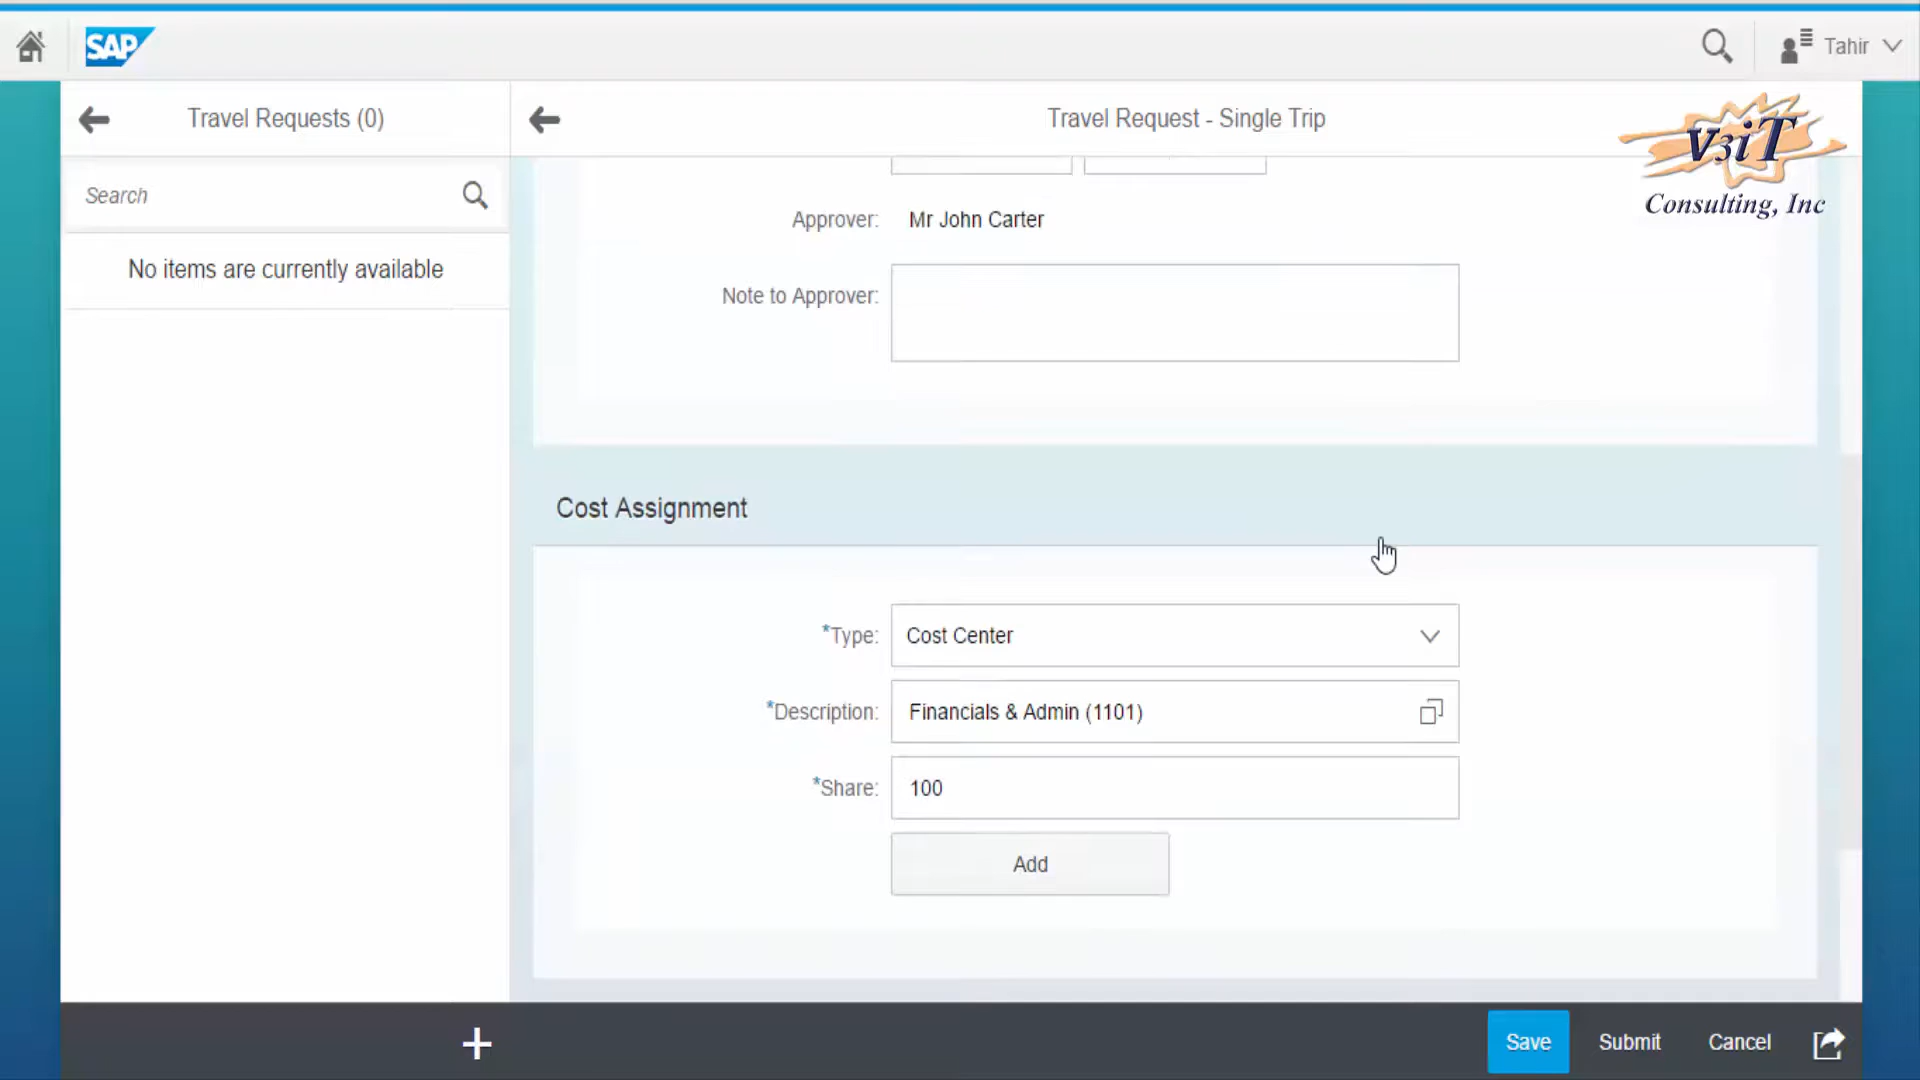 SAP
Tahir
Travel Requests (0)
Travel Request - Single Trip
V3iT
Consulting, Inc
Search
No items are currently available
Approver: Mr John Carter
Note to Approver:
Cost Assignment
*Type: Cost Center
*Description: Financials & Admin (1101)
*Share: 100
Add
Save Submit Cancel